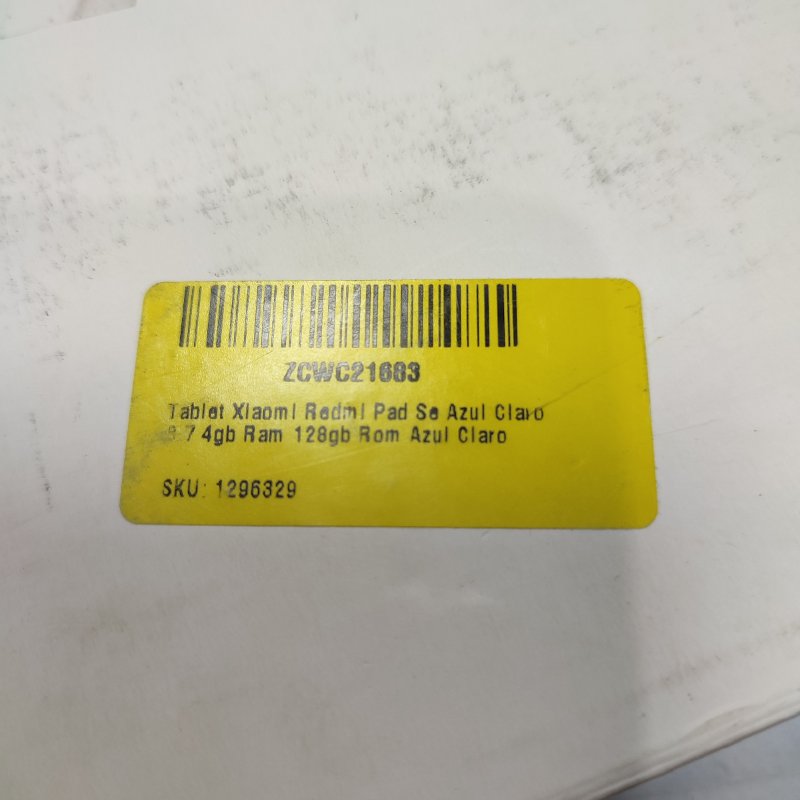 ZCWC21683
Tablet Xiaomi Redmi Pad Se Azul Claro
8.7 4gb Ram 128gb Rom Azul Claro
SKU: 1296329